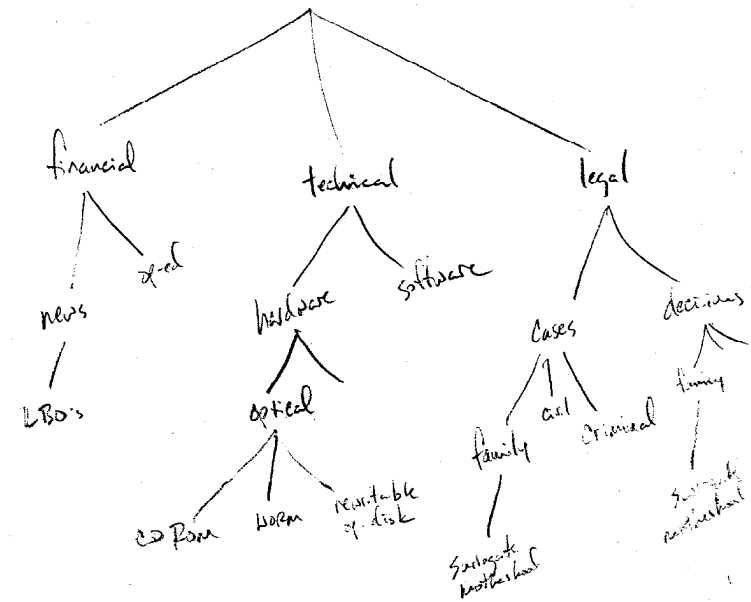 financial
technical
legal
op-ed
software
news
hardware
cases
decisions
LBO's
optical
civil
criminal
family
family
CD ROM
WORM
rewritable
op. disk
surrogate
motherhood
surrogate
motherhood